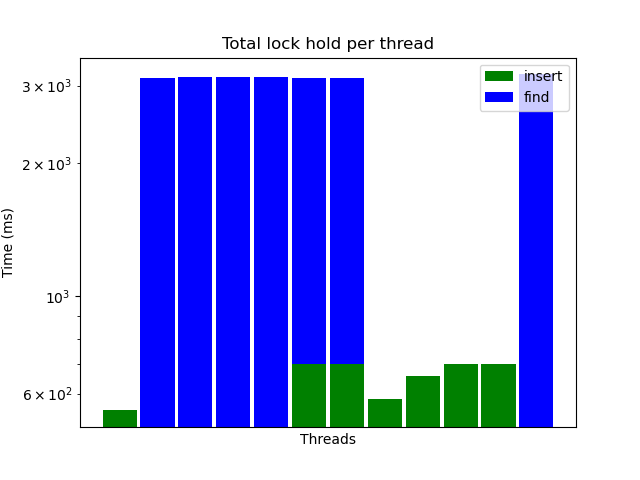 Total lock hold per thread
insert
find
3 × 10³
2 × 10³
10³
6 × 10²
Time (ms)
Threads